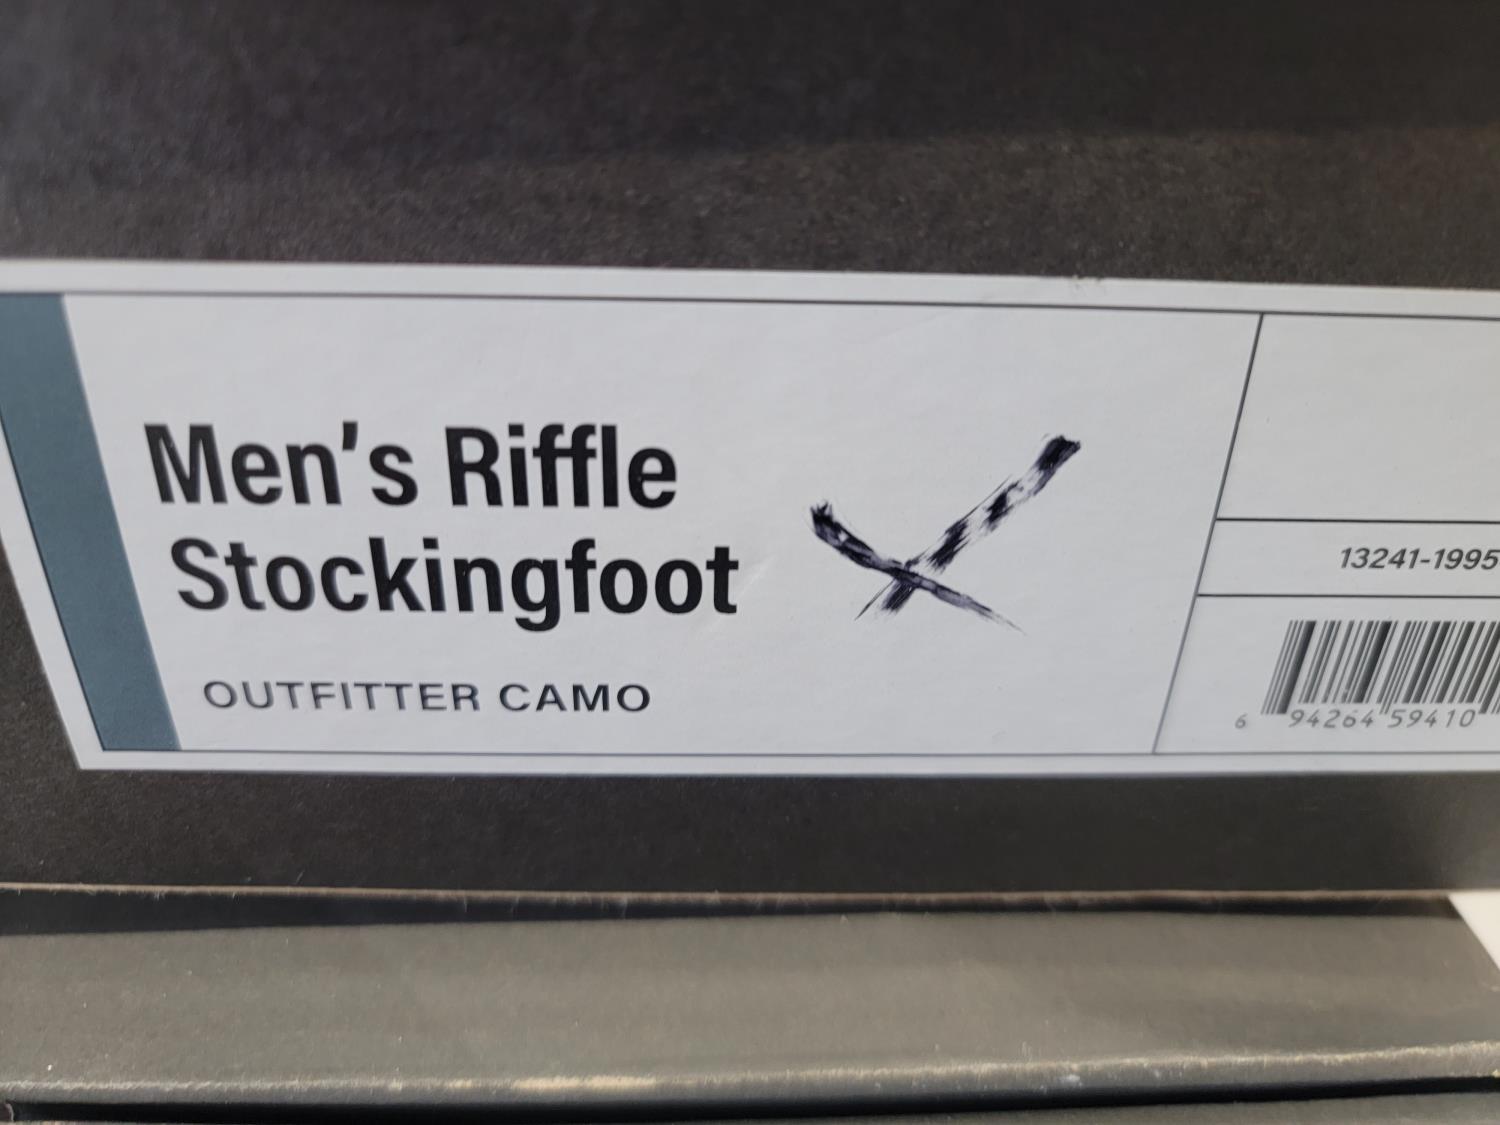 Men's Riffle
Stockingfoot
OUTFITTER CAMO
13241-1995
6 94264 59410